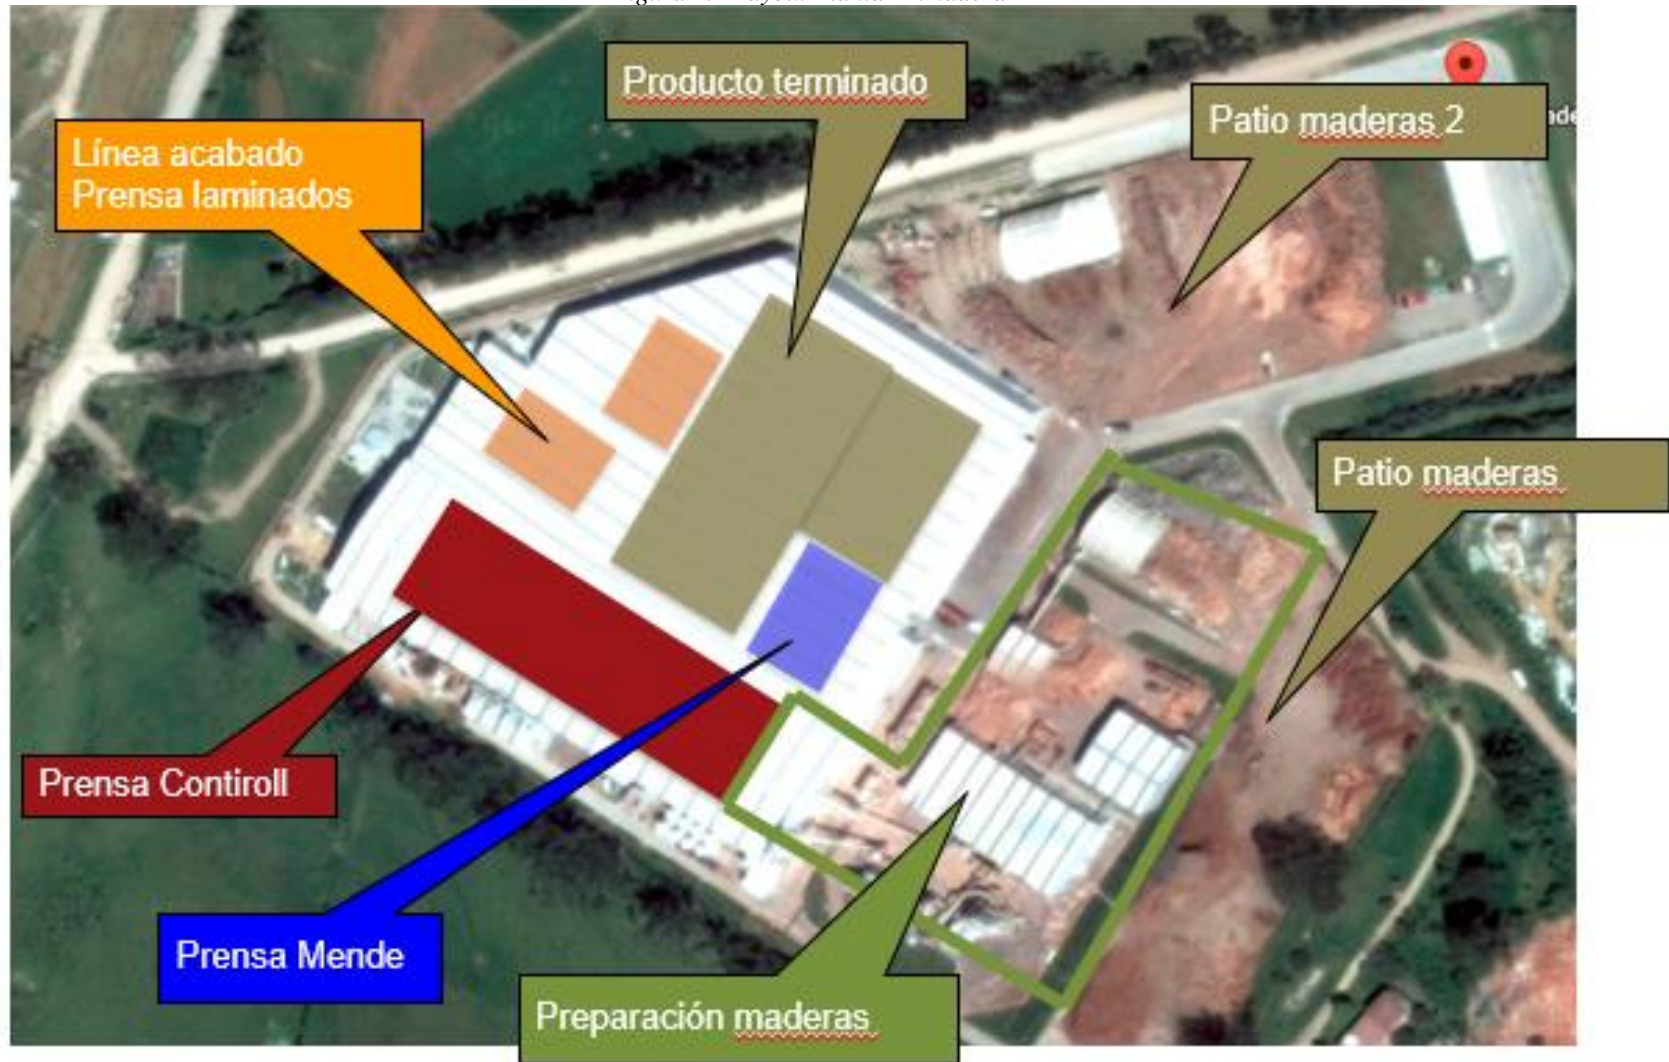 Producto terminado
Patio maderas 2
Línea acabado
Prensa laminados
Patio maderas
Prensa Contiroll
Prensa Mende
Preparación maderas